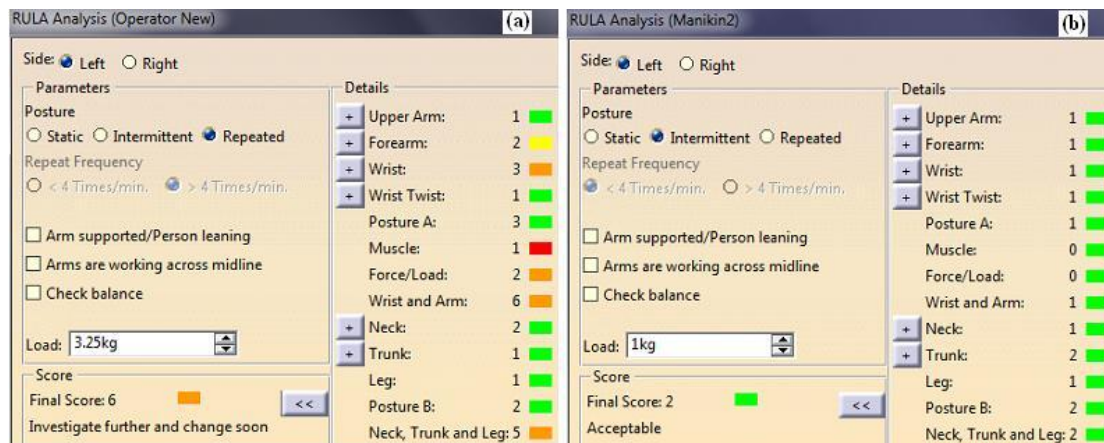 RULA Analysis (Operator New) (a)
Side: Left Right
Parameters
Posture
Static Intermittent Repeated
Repeat Frequency
< 4 Times/min. > 4 Times/min.
Arm supported/Person leaning
Arms are working across midline
Check balance
Load: 3.25kg
Score
Final Score: 6
<<
Investigate further and change soon
Details
+ Upper Arm: 1
+ Forearm: 2
+ Wrist: 3
+ Wrist Twist: 1
Posture A: 3
Muscle: 1
Force/Load: 2
Wrist and Arm: 6
+ Neck: 2
+ Trunk: 1
Leg: 1
Posture B: 2
Neck, Trunk and Leg: 5
RULA Analysis (Manikin2) (b)
Side: Left Right
Parameters
Posture
Static Intermittent Repeated
Repeat Frequency
< 4 Times/min. > 4 Times/min.
Arm supported/Person leaning
Arms are working across midline
Check balance
Load: 1kg
Score
Final Score: 2
<<
Acceptable
Details
+ Upper Arm: 1
+ Forearm: 1
+ Wrist: 1
+ Wrist Twist: 1
Posture A: 1
Muscle: 0
Force/Load: 0
Wrist and Arm: 1
+ Neck: 1
+ Trunk: 2
Leg: 1
Posture B: 2
Neck, Trunk and Leg: 2